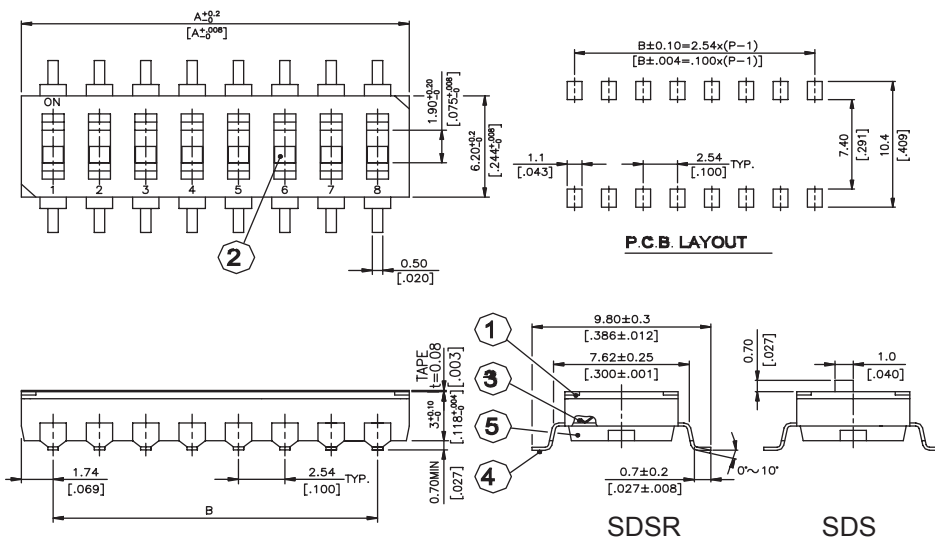 A+0.2 -0
[A+.008 -0]
ON
1 2 3 4 5 6 7 8
1.90+0.20 -0
[.075+.008 -0]
6.20+0.2 -0
[.244+.008 -0]
2
0.50
[.020]
B±0.10=2.54x(P-1)
[B±.004=.100x(P-1)]
1.1
[.043]
2.54 TYP.
[.100]
7.40
[.291]
10.4
[.409]
P.C.B. LAYOUT
TAPE
t=0.08
[.003]
3+0.10 -0
[.118+.004 -0]
0.70MIN
[.027]
1.74
[.069]
2.54 TYP.
[.100]
B
1
3
5
4
9.80±0.3
[.386±.012]
7.62±0.25
[.300±.001]
0.7±0.2
[.027±.008]
0°~10°
SDSR
0.70
[.027]
1.0
[.040]
SDS